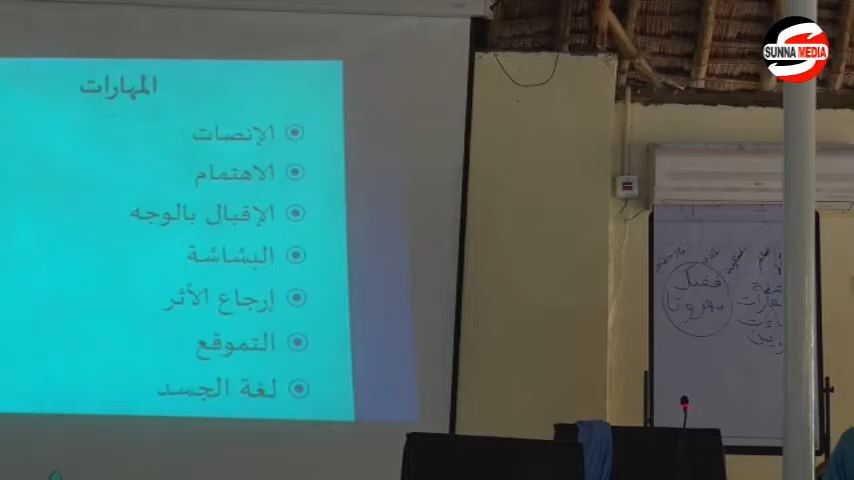 SUNNA MEDIA
المهارات
الإنصات
الاهتمام
الإقبال بالوجه
البشاشة
إرجاع الأثر
التموقع
لغة الجسد